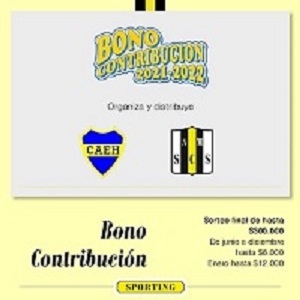 BONO
CONTRIBUCION
2021-2022
Organiza y distribuye
CAEH
A M
S C S
Bono
Contribución
Sorteo final de hasta
$500.000
De junio a diciembre
hasta $6.000
Enero hasta $12.000
SPORTING